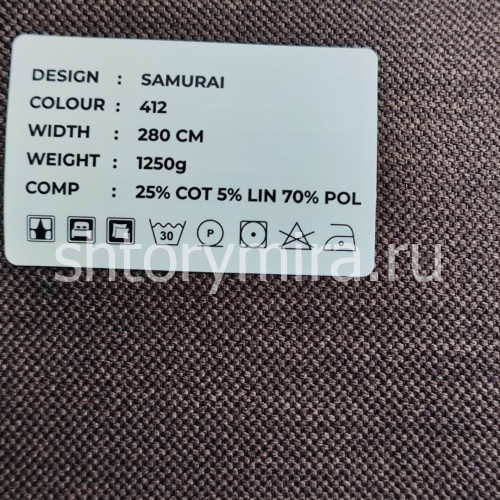 DESIGN : SAMURAI
COLOUR : 412
WIDTH : 280 CM
WEIGHT : 1250g
COMP : 25% COT 5% LIN 70% POL
30 P
shtorymira.ru